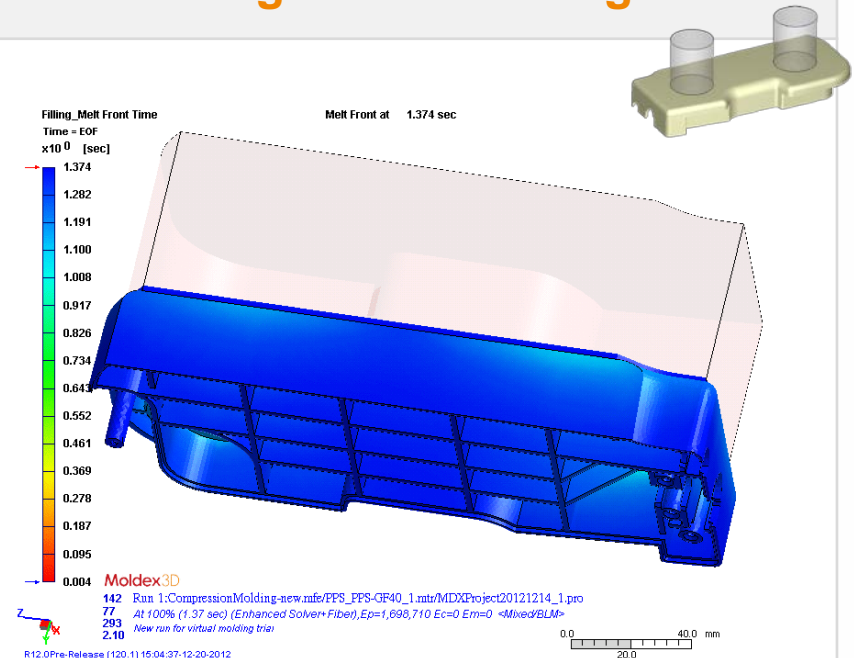 Filling_Melt Front Time
Melt Front at 1.374 sec
Time = EOF
x10 0 [sec]
1.374
1.282
1.191
1.100
1.008
0.917
0.826
0.734
0.643
0.552
0.461
0.369
0.278
0.187
0.095
0.004
Moldex3D
142 Run 1:CompressionMolding-new.mfe/PPS_PPS-GF40_1.mtr/MDXProject20121214_1.pro
77 At 100% (1.37 sec) (Enhanced Solver+Fiber),Ep=1,698,710 Ec=0 Em=0 <Mixed/BLM>
293 New run for virtual molding trial
2.10
Z
X
Y
0.0 40.0 mm
20.0
R12.0Pre-Release (120.1) 15:04:37-12-20-2012